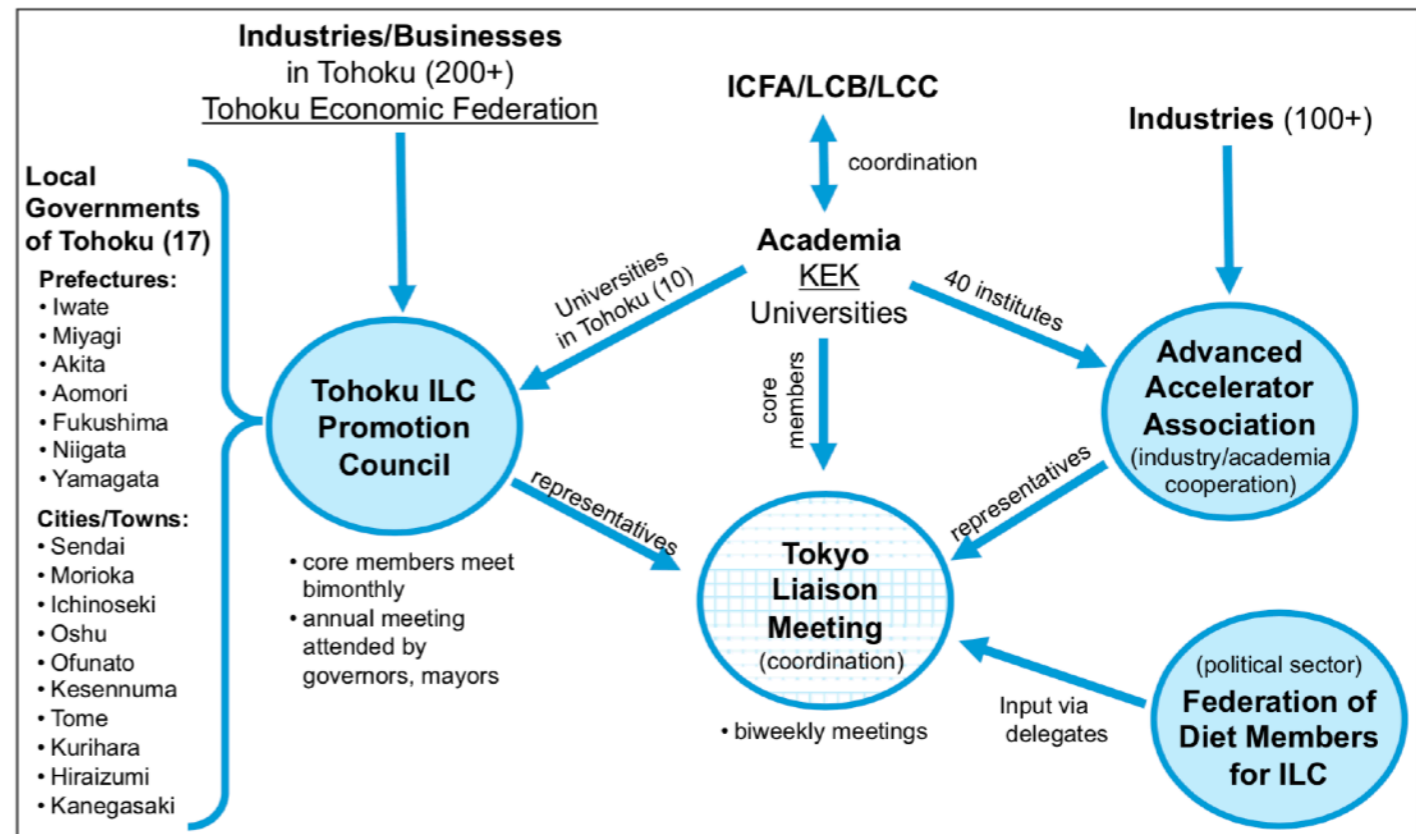 Industries/Businesses
in Tohoku (200+)
Tohoku Economic Federation
ICFA/LCB/LCC
coordination
Industries (100+)
Local
Governments
of Tohoku (17)
Prefectures:
• Iwate
• Miyagi
• Akita
• Aomori
• Fukushima
• Niigata
• Yamagata
Cities/Towns:
• Sendai
• Morioka
• Ichinoseki
• Oshu
• Ofunato
• Kesennuma
• Tome
• Kurihara
• Hiraizumi
• Kanegasaki
Academia
KEK
Universities
Universities
in Tohoku (10)
40 institutes
core
members
Tohoku ILC
Promotion
Council
• core members meet
bimonthly
• annual meeting
attended by
governors, mayors
representatives
Advanced
Accelerator
Association
(industry/academia
cooperation)
representatives
Tokyo
Liaison
Meeting
(coordination)
• biweekly meetings
Input via
delegates
(political sector)
Federation of
Diet Members
for ILC